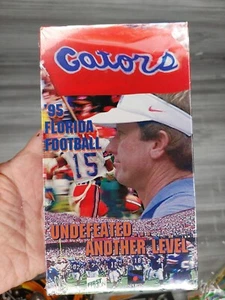 Gators
'95
FLORIDA
FOOTBALL
15
UNDEFEATED
...ANOTHER LEVEL